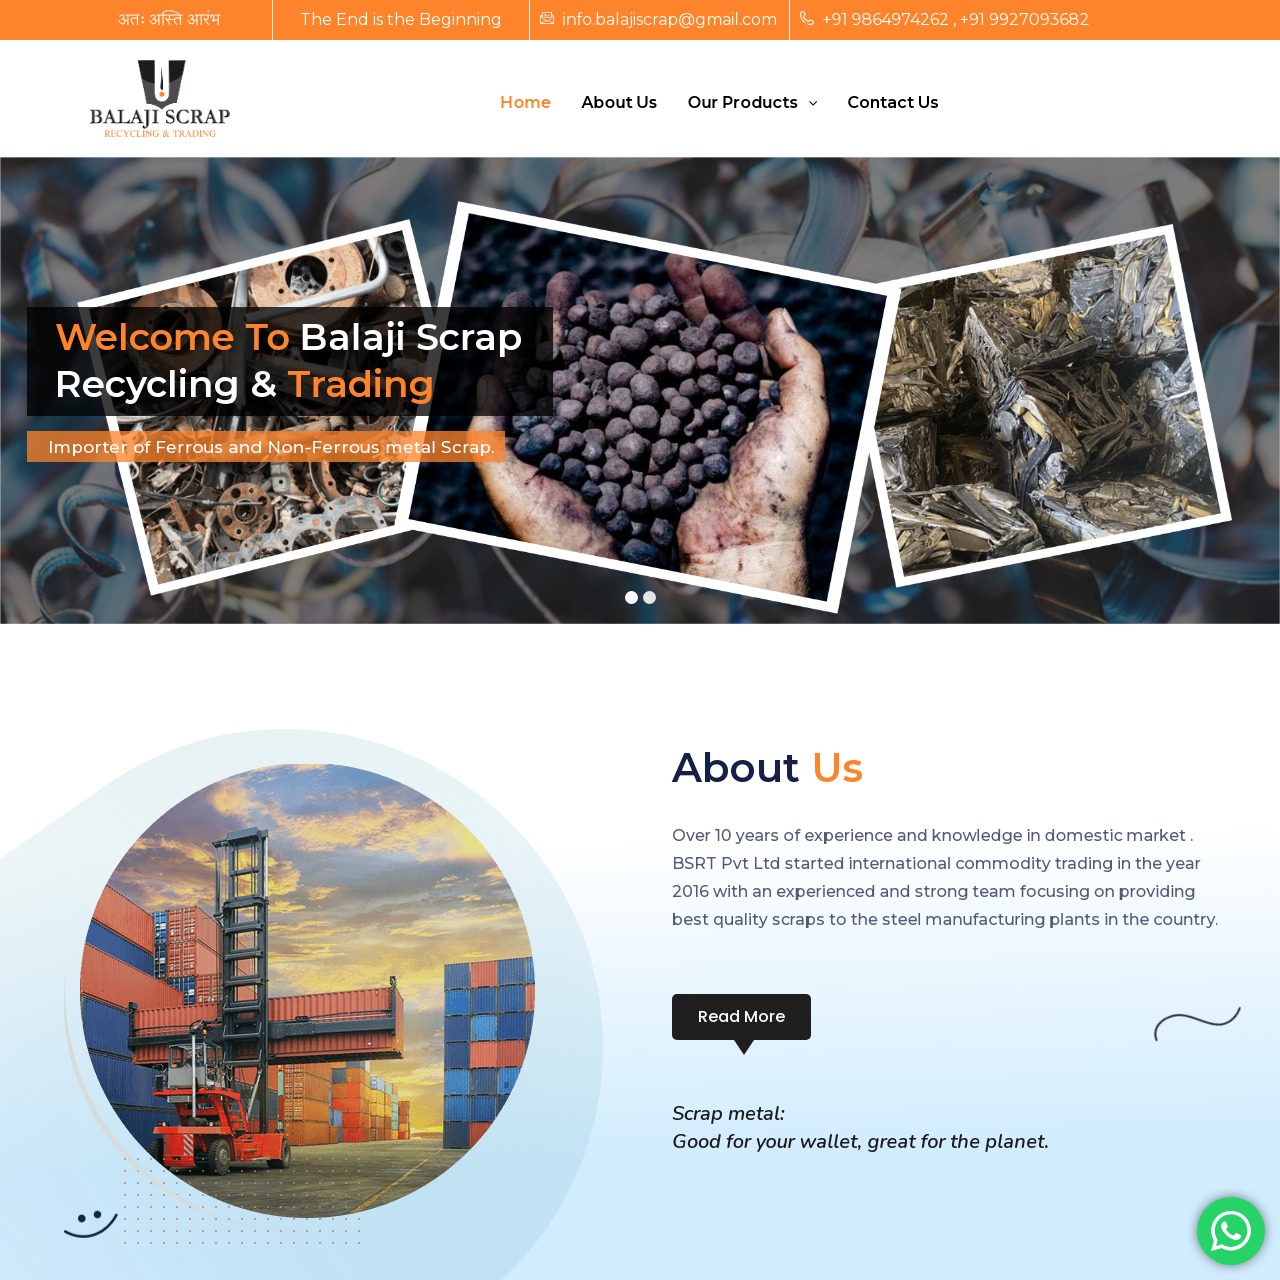 अतः अस्ति आरंभ
The End is the Beginning
info.balajiscrap@gmail.com
+91 9864974262 , +91 9927093682
BALAJI SCRAP
RECYCLING & TRADING
Home
About Us
Our Products
Contact Us
Welcome To Balaji Scrap
Recycling & Trading
Importer of Ferrous and Non-Ferrous metal Scrap.
About Us
Over 10 years of experience and knowledge in domestic market .
BSRT Pvt Ltd started international commodity trading in the year
2016 with an experienced and strong team focusing on providing
best quality scraps to the steel manufacturing plants in the country.
Read More
Scrap metal:
Good for your wallet, great for the planet.